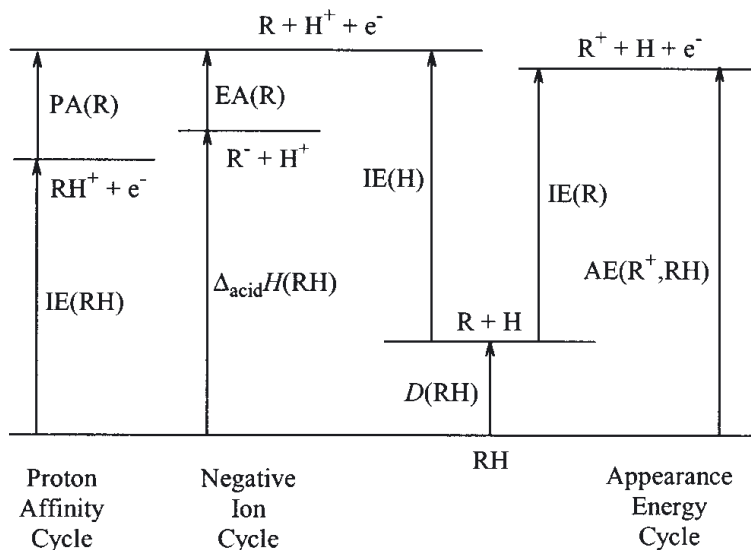 R + H⁺ + e⁻
R⁺ + H + e⁻
PA(R)
EA(R)
R⁻ + H⁺
RH⁺ + e⁻
IE(H)
IE(R)
IE(RH)
Δacid*H*(RH)
AE(R⁺,RH)
R + H
*D*(RH)
RH
Proton
Affinity
Cycle
Negative
Ion
Cycle
Appearance
Energy
Cycle